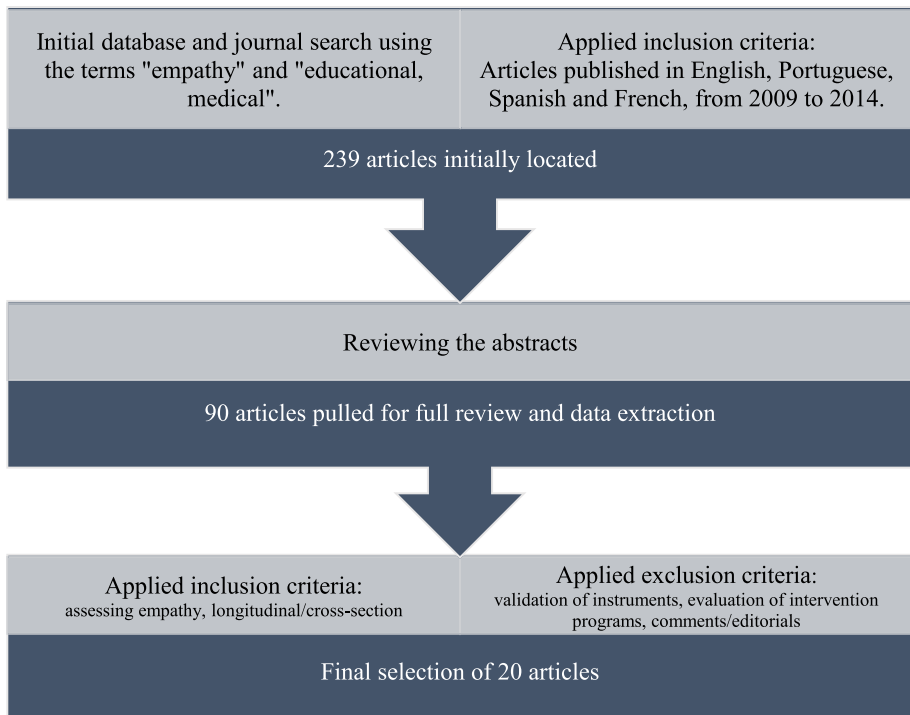 Initial database and journal search using
the terms "empathy" and "educational,
medical".
Applied inclusion criteria:
Articles published in English, Portuguese,
Spanish and French, from 2009 to 2014.
239 articles initially located
Reviewing the abstracts
90 articles pulled for full review and data extraction
Applied inclusion criteria:
assessing empathy, longitudinal/cross-section
Applied exclusion criteria:
validation of instruments, evaluation of intervention
programs, comments/editorials
Final selection of 20 articles